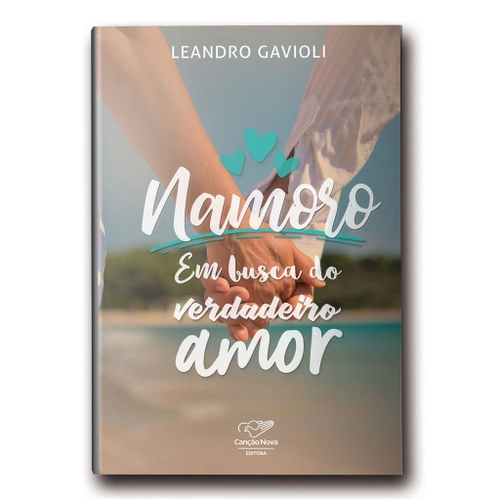 LEANDRO GAVIOLI
Namoro
Em busca do
verdadeiro
amor
Canção Nova
EDITORA